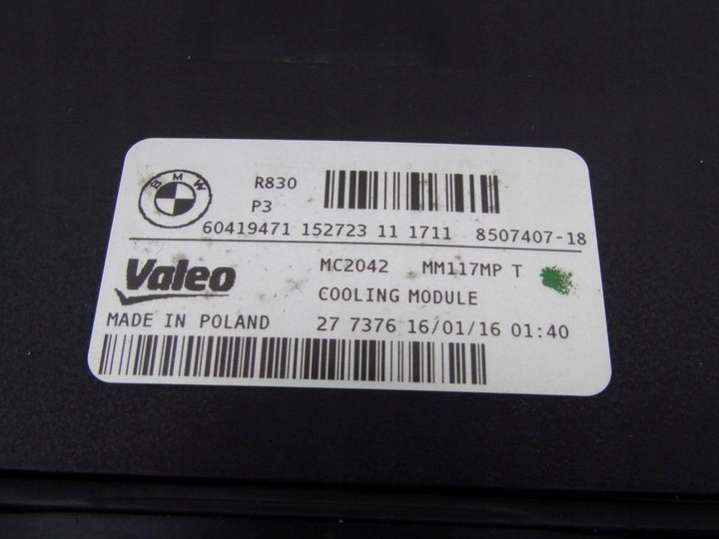 BMW
R830
P3
60419471 152723 11 1711 8507407-18
Valeo MC2042 MM117MP T
COOLING MODULE
MADE IN POLAND 27 7376 16/01/16 01:40